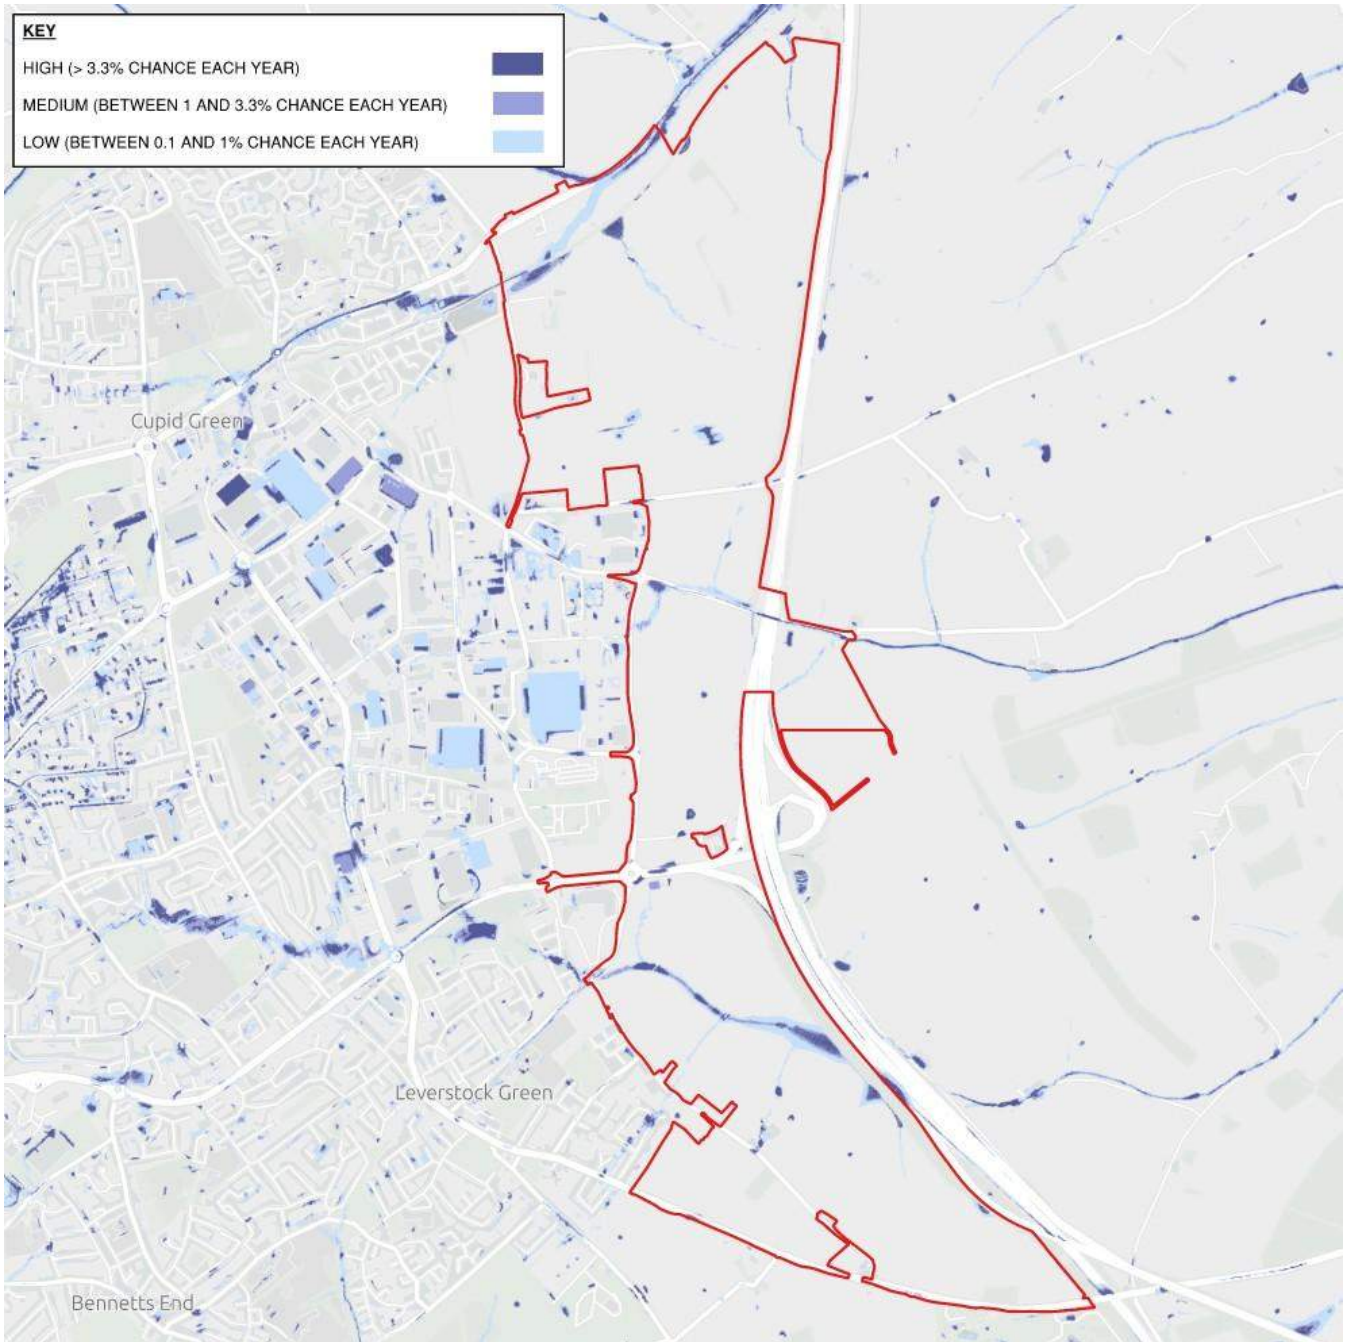 KEY
HIGH (> 3.3% CHANCE EACH YEAR)
MEDIUM (BETWEEN 1 AND 3.3% CHANCE EACH YEAR)
LOW (BETWEEN 0.1 AND 1% CHANCE EACH YEAR)
Cupid Green
Leverstock Green
Bennetts End